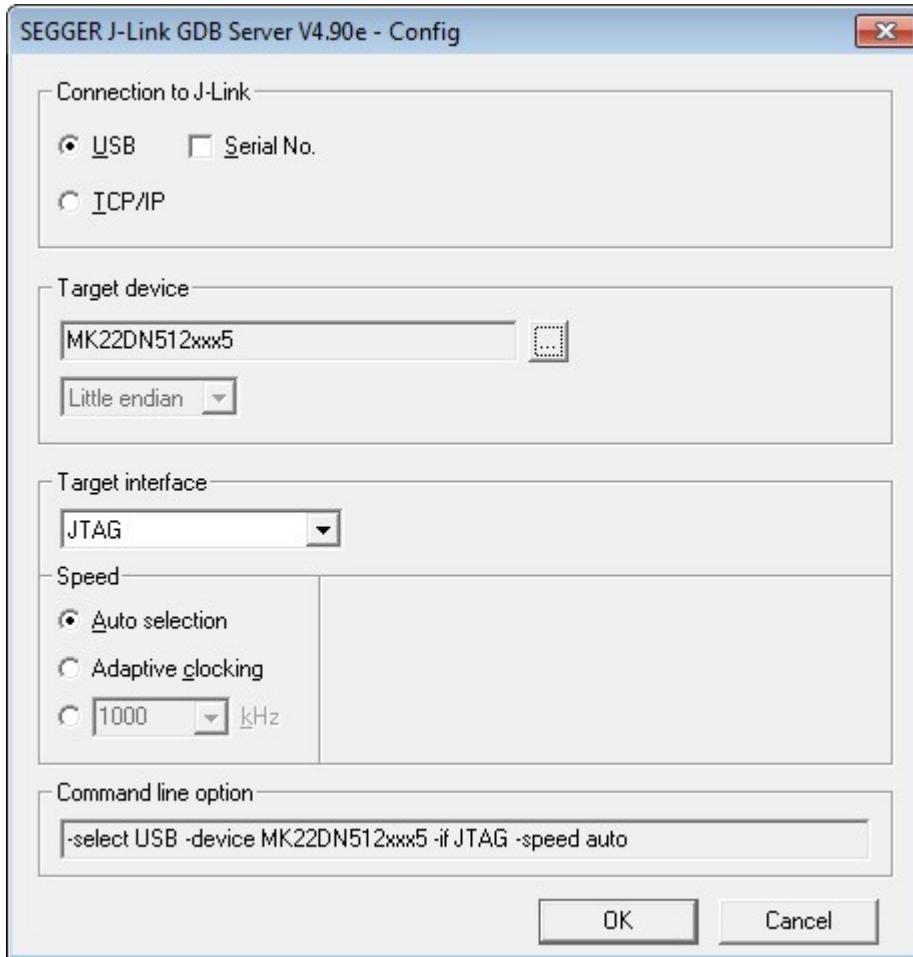 SEGGER J-Link GDB Server V4.90e - Config
Connection to J-Link
USB Serial No.
TCP/IP
Target device
MK22DN512xxx5 ...
Little endian
Target interface
JTAG
Speed
Auto selection
Adaptive clocking
1000 kHz
Command line option
-select USB -device MK22DN512xxx5 -if JTAG -speed auto
OK Cancel